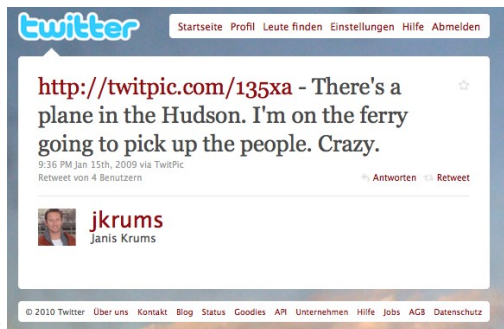 twitter
Startseite Profil Leute finden Einstellungen Hilfe Abmelden
http://twitpic.com/135xa - There's a
plane in the Hudson. I'm on the ferry
going to pick up the people. Crazy.
9:36 PM Jan 15th, 2009 via TwitPic
Retweet von 4 Benutzern
Antworten Retweet
jkrums
Janis Krums
© 2010 Twitter Über uns Kontakt Blog Status Goodies API Unternehmen Hilfe Jobs AGB Datenschutz